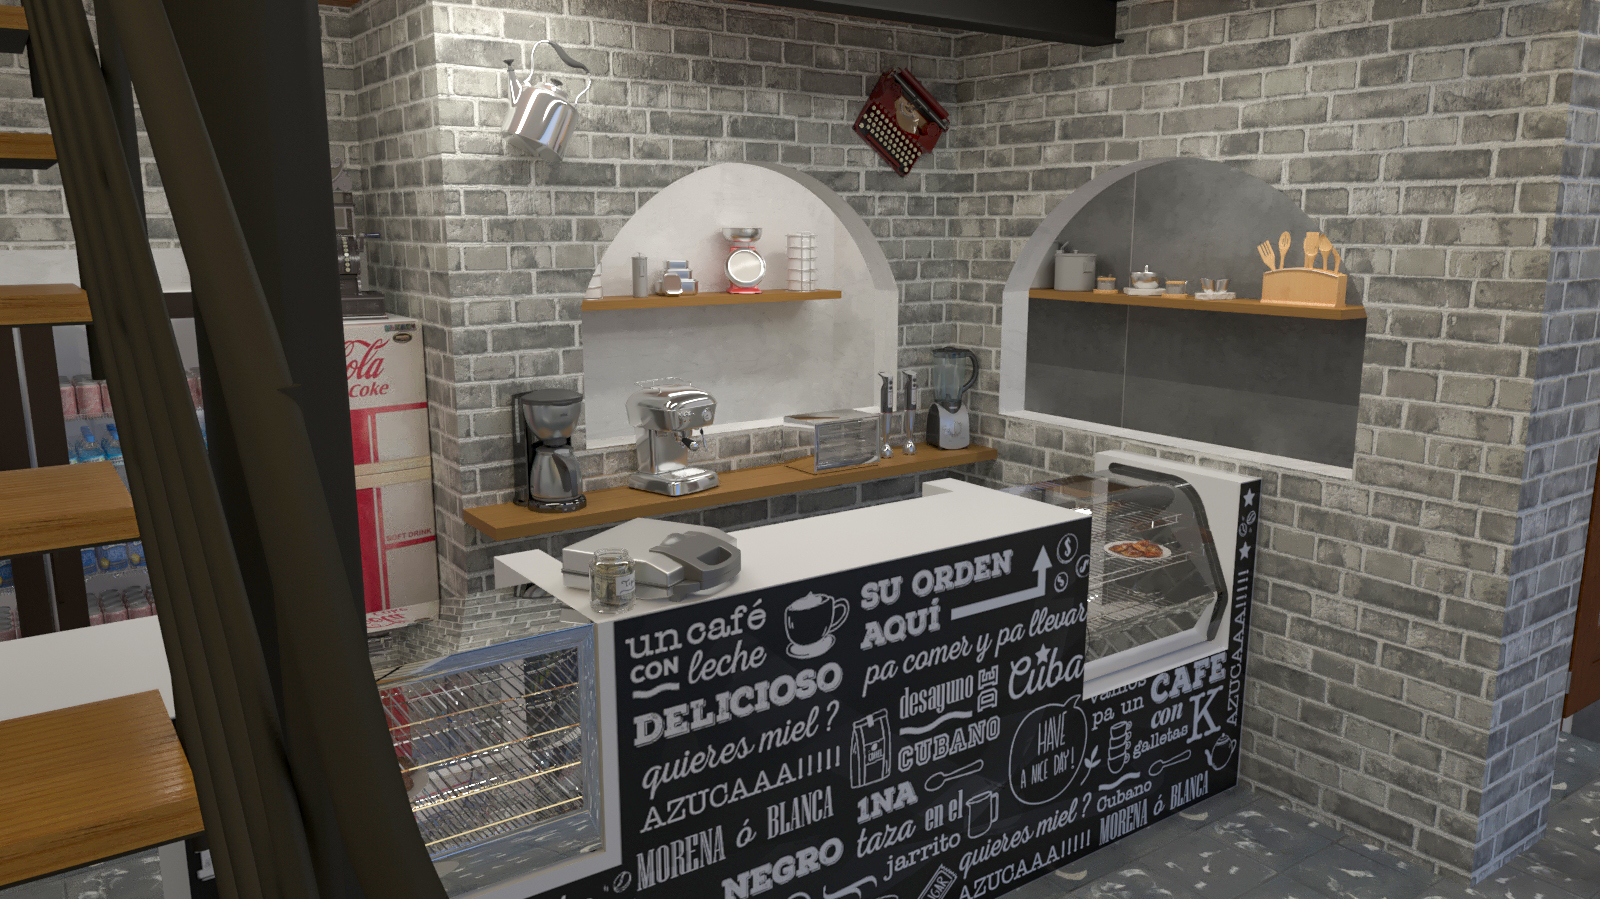 Cola
Coke
SOFT DRINK
un café
CON leche
DELICIOSO
quieres miel ?
AZUCAAA!!!!!
MORENA ó BLANCA
NEGRO
SU ORDEN
AQUÍ
pa comer y pa llevar
desayuno
DE
Cuba
CUBANO
COFFEE
HAVE
A NICE DAY!
1NA
taza en el
jarrito
quieres miel ?
AZUCAAA!!!!!
vamos
pa un CAFE
con K
galletas
Cubano
MORENA ó BLANCA
AZUCAAA!!!!!